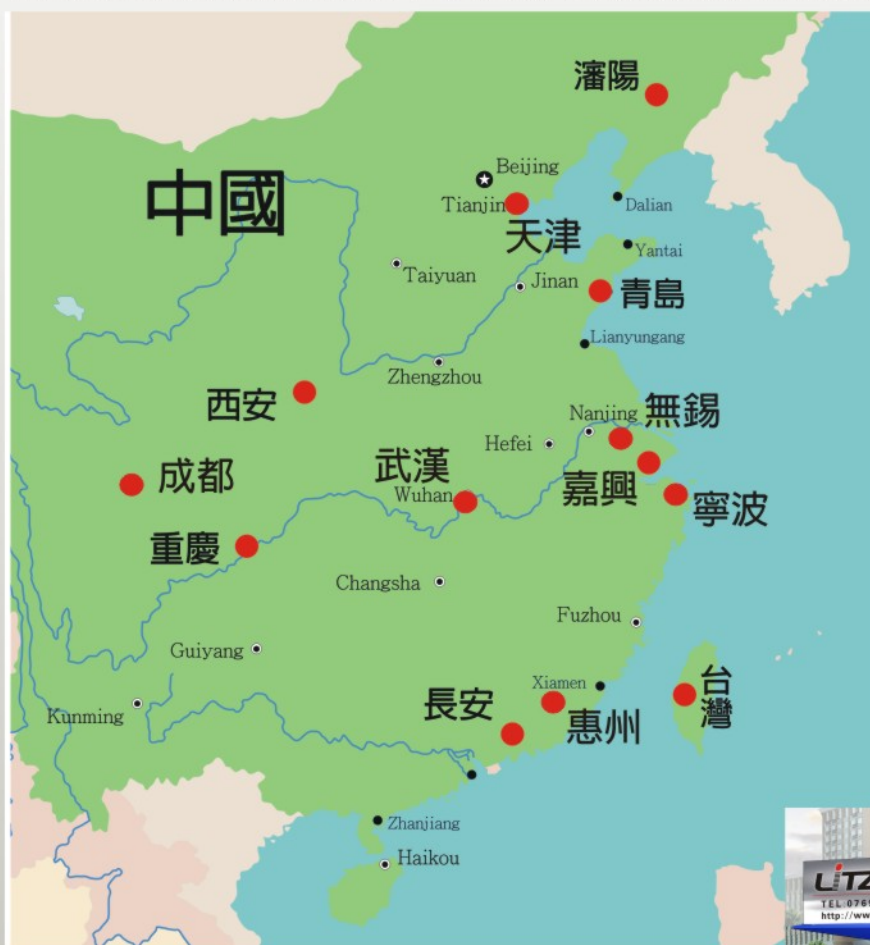 瀋陽
Beijing
中國
Tianjin
Dalian
天津
Yantai
Taiyuan
Jinan
青島
Lianyungang
Zhengzhou
西安
Nanjing
無錫
Hefei
武漢
成都
嘉興
Wuhan
寧波
重慶
Changsha
Fuzhou
Guiyang
Xiamen
台灣
長安
惠州
Kunming
Zhanjiang
Haikou